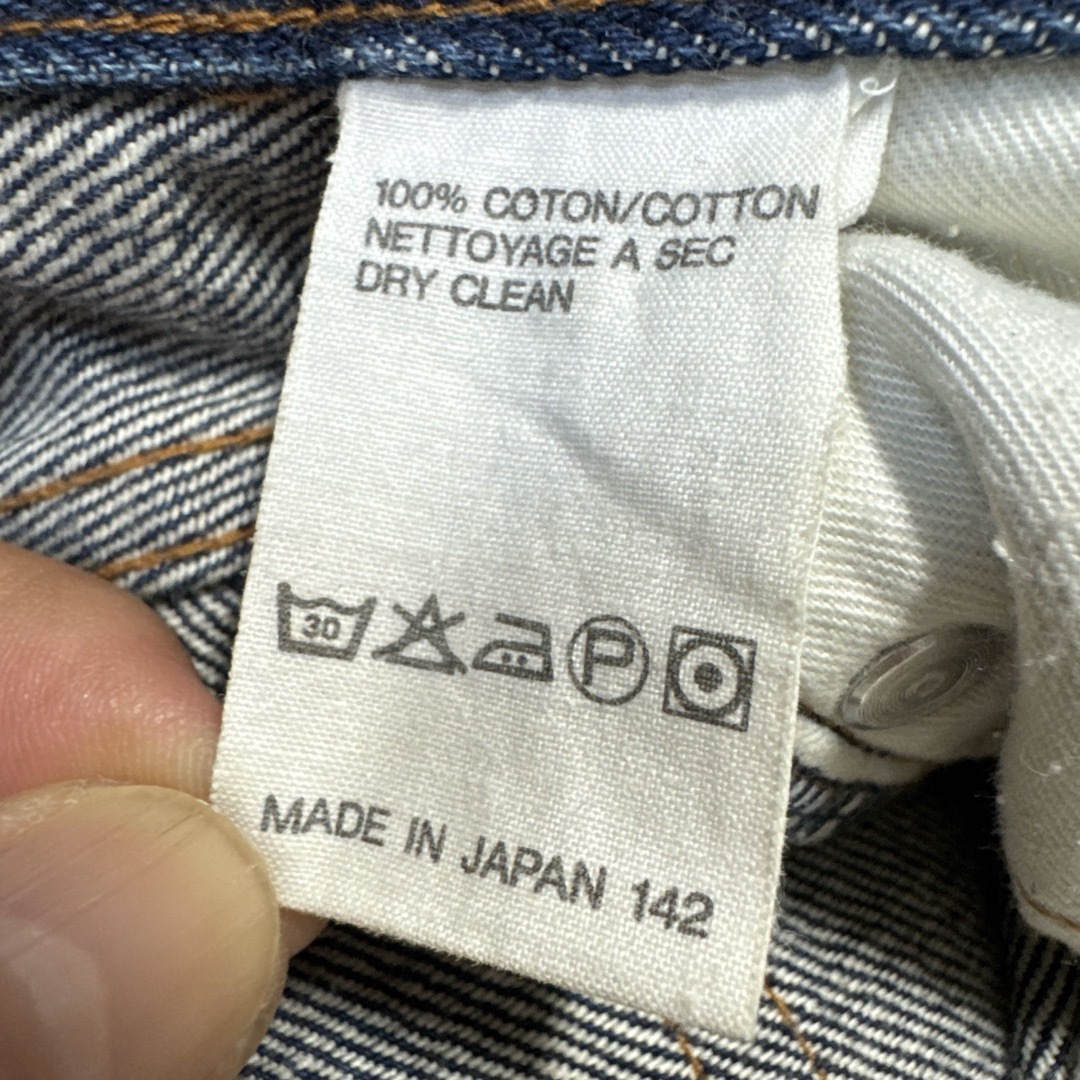 100% COTON/COTTON
NETTOYAGE A SEC
DRY CLEAN
30 P
MADE IN JAPAN 142